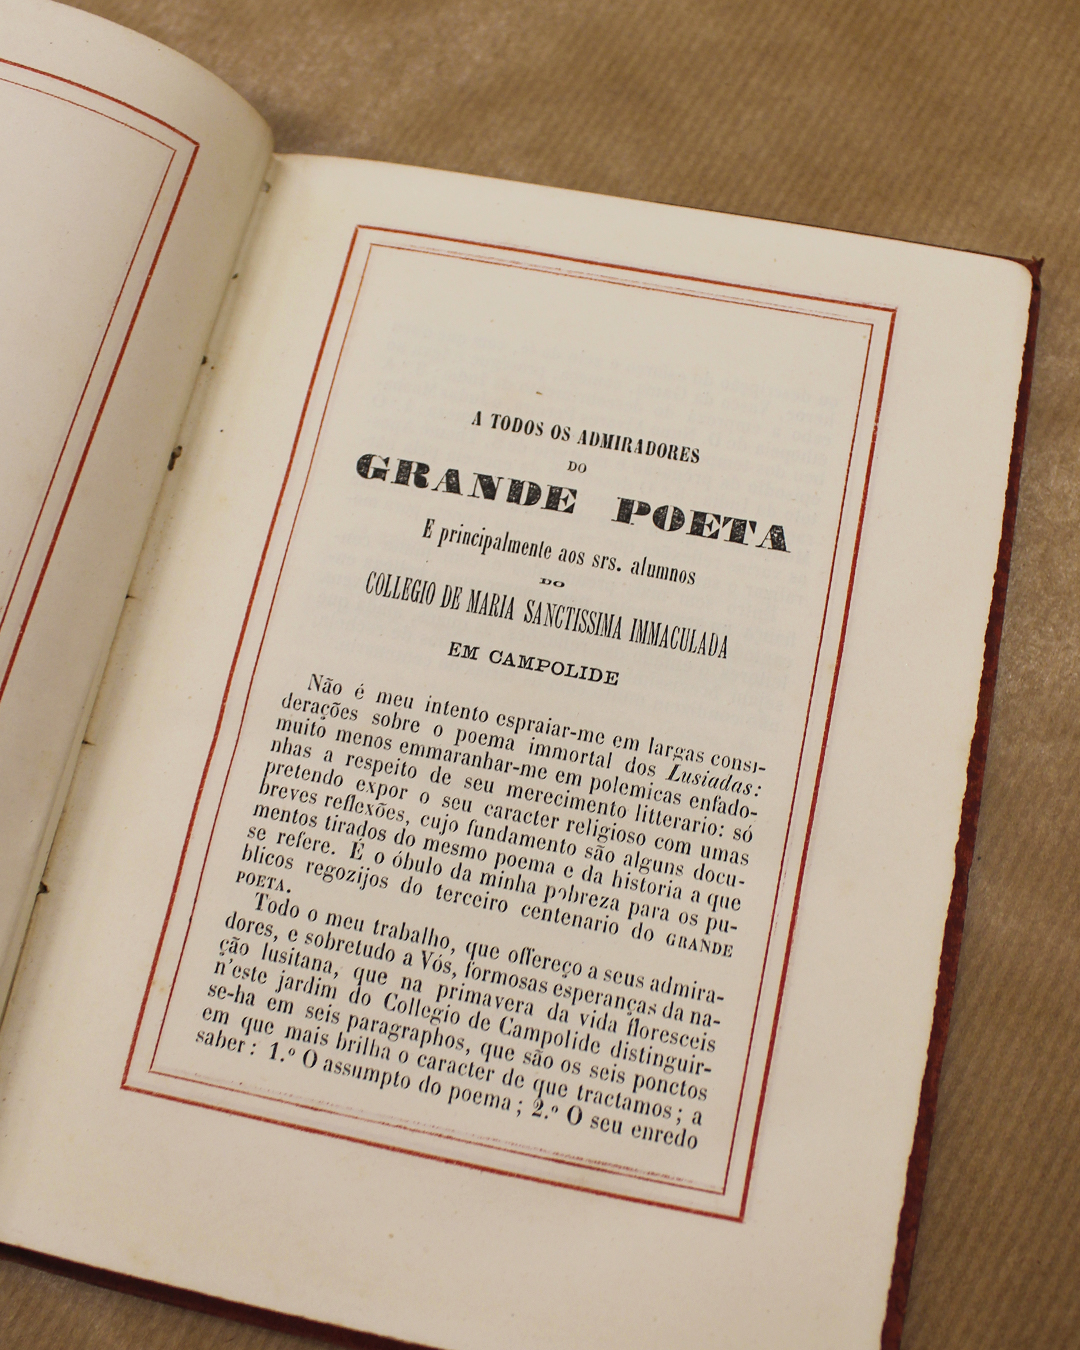 A TODOS OS ADMIRADORES
DO
GRANDE POETA
E principalmente aos srs. alumnos
DO
COLLEGIO DE MARIA SANCTISSIMA IMMACULADA
EM CAMPOLIDE
Não é meu intento espraiar-me em largas consi-
derações sobre o poema immortal dos Lusiadas:
muito menos emmaranhar-me em polemicas enfado-
nhas a respeito de seu merecimento litterario: só
pretendo expor o seu caracter religioso com umas
breves reflexões, cujo fundamento são alguns docu-
mentos tirados do mesmo poema e da historia a que
se refere. É o óbulo da minha pobreza para os pu-
blicos regozijos do terceiro centenario do GRANDE
POETA.
Todo o meu trabalho, que offereço a seus admira-
dores, e sobretudo a Vós, formosas esperanças da na-
ção lusitana, que na primavera da vida floresceis
n'este jardim do Collegio de Campolide distinguir-
se-ha em seis paragraphos, que são os seis ponctos
em que mais brilha o caracter de que tractamos; a
saber: 1.º O assumpto do poema; 2.º O seu enredo